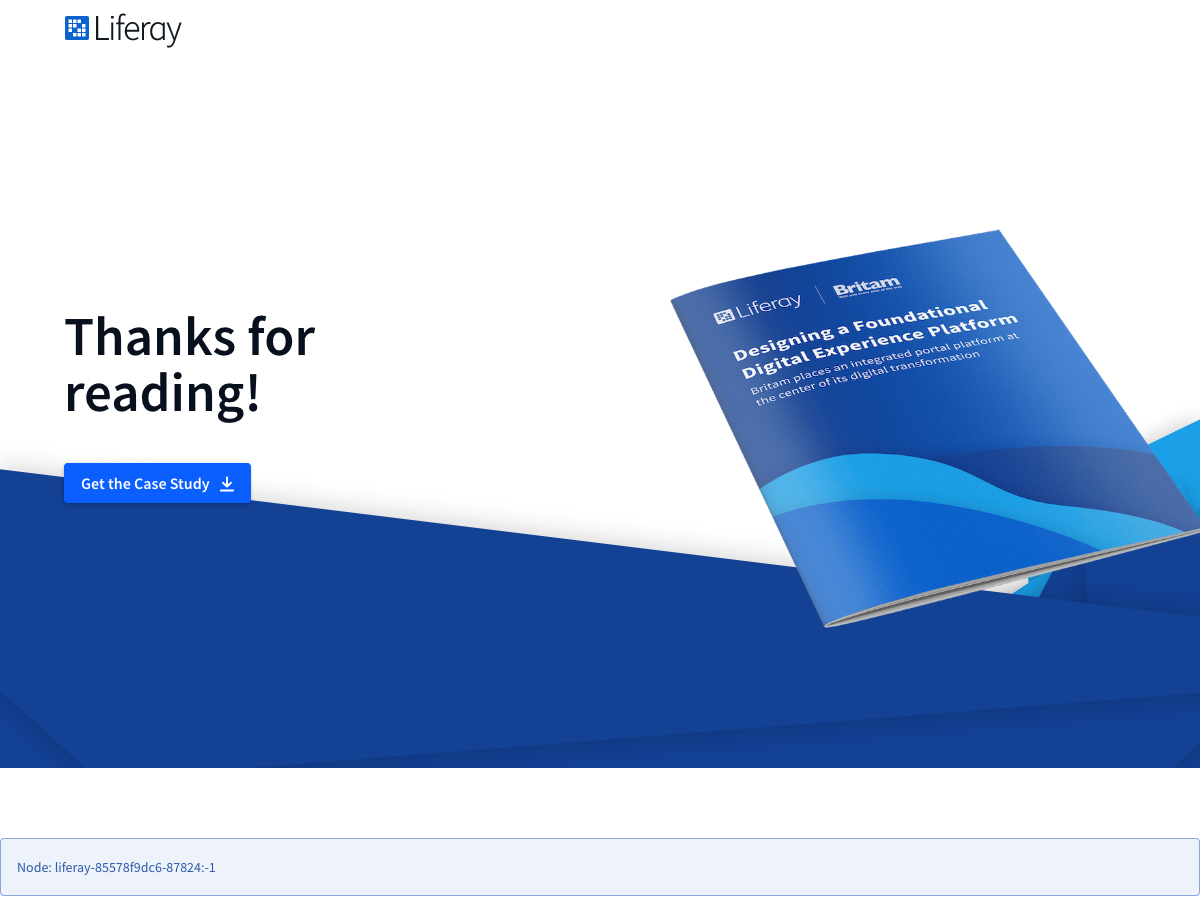 Liferay
Thanks for
reading!
Get the Case Study
Liferay | Britam
Designing a Foundational
Digital Experience Platform
Britam places an integrated portal platform at
the center of its digital transformation
Node: liferay-85578f9dc6-87824:-1